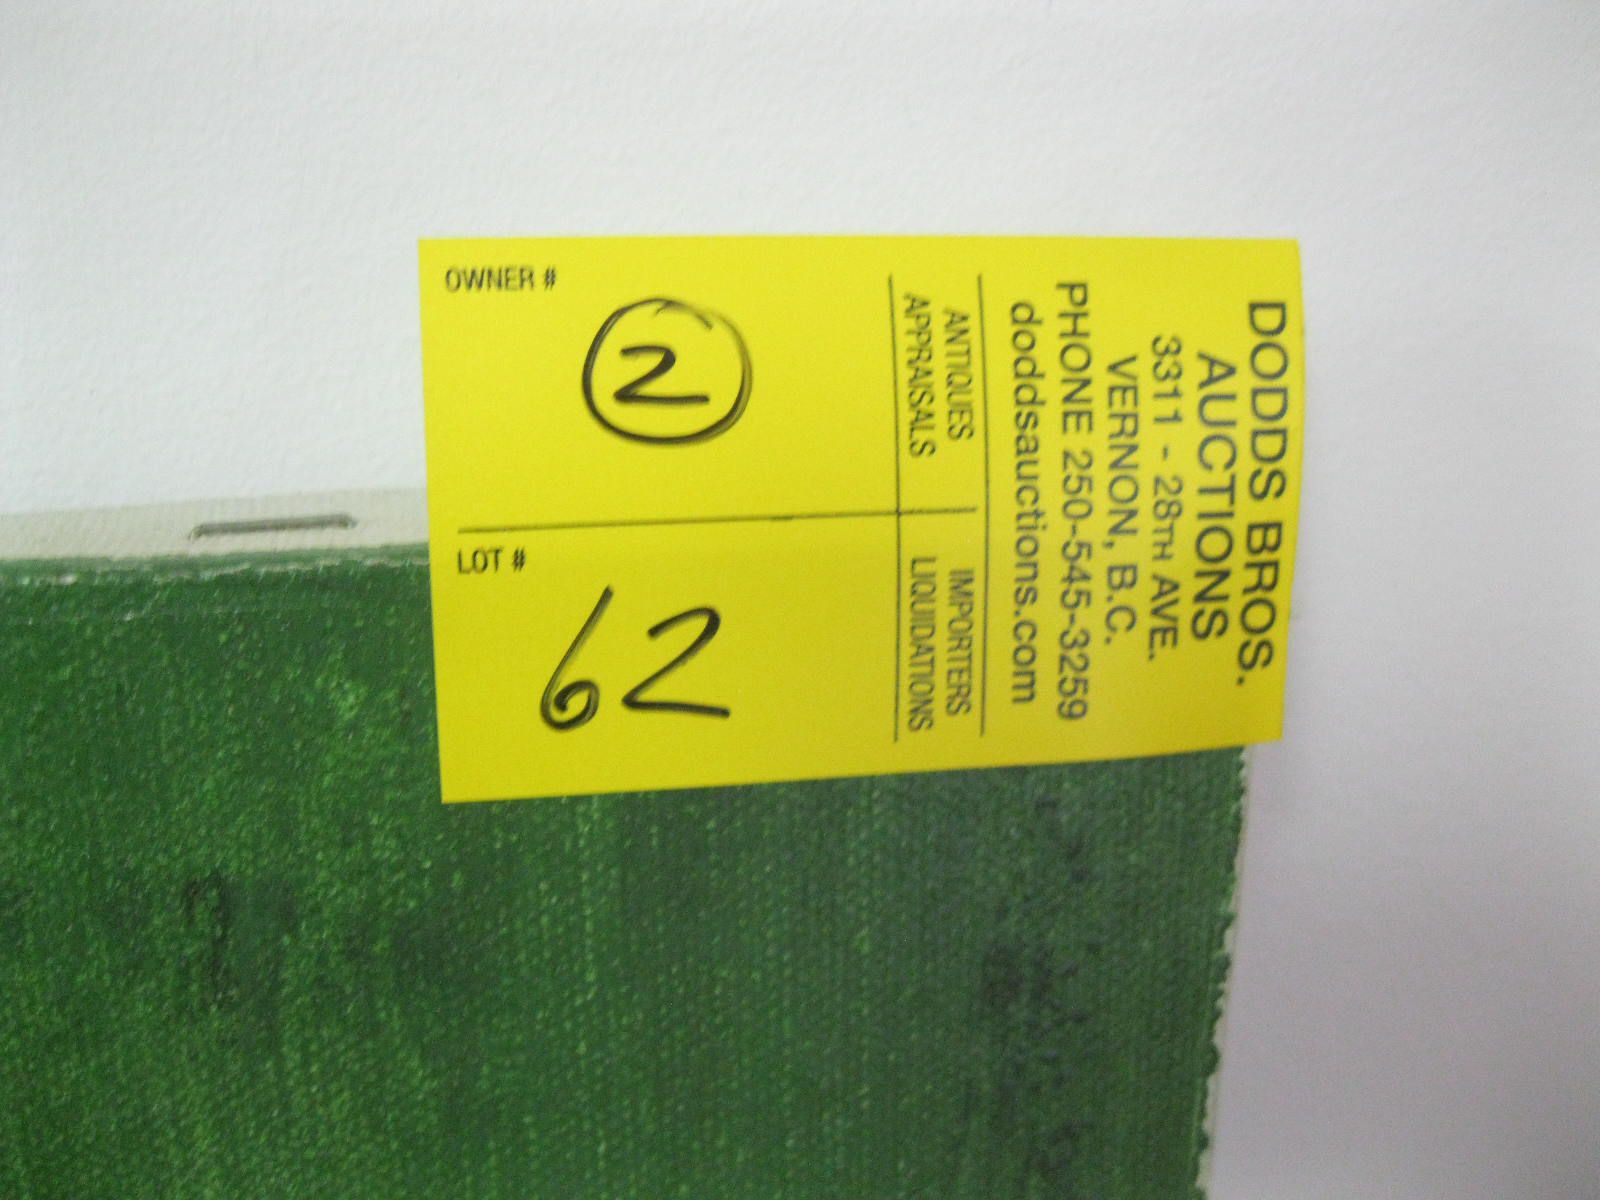 DODDS BROS.
AUCTIONS
3311 - 28TH AVE.
VERNON, B.C.
PHONE 250-545-3259
doddsauctions.com
ANTIQUES IMPORTERS
APPRAISALS LIQUIDATIONS
OWNER #
2
LOT #
62